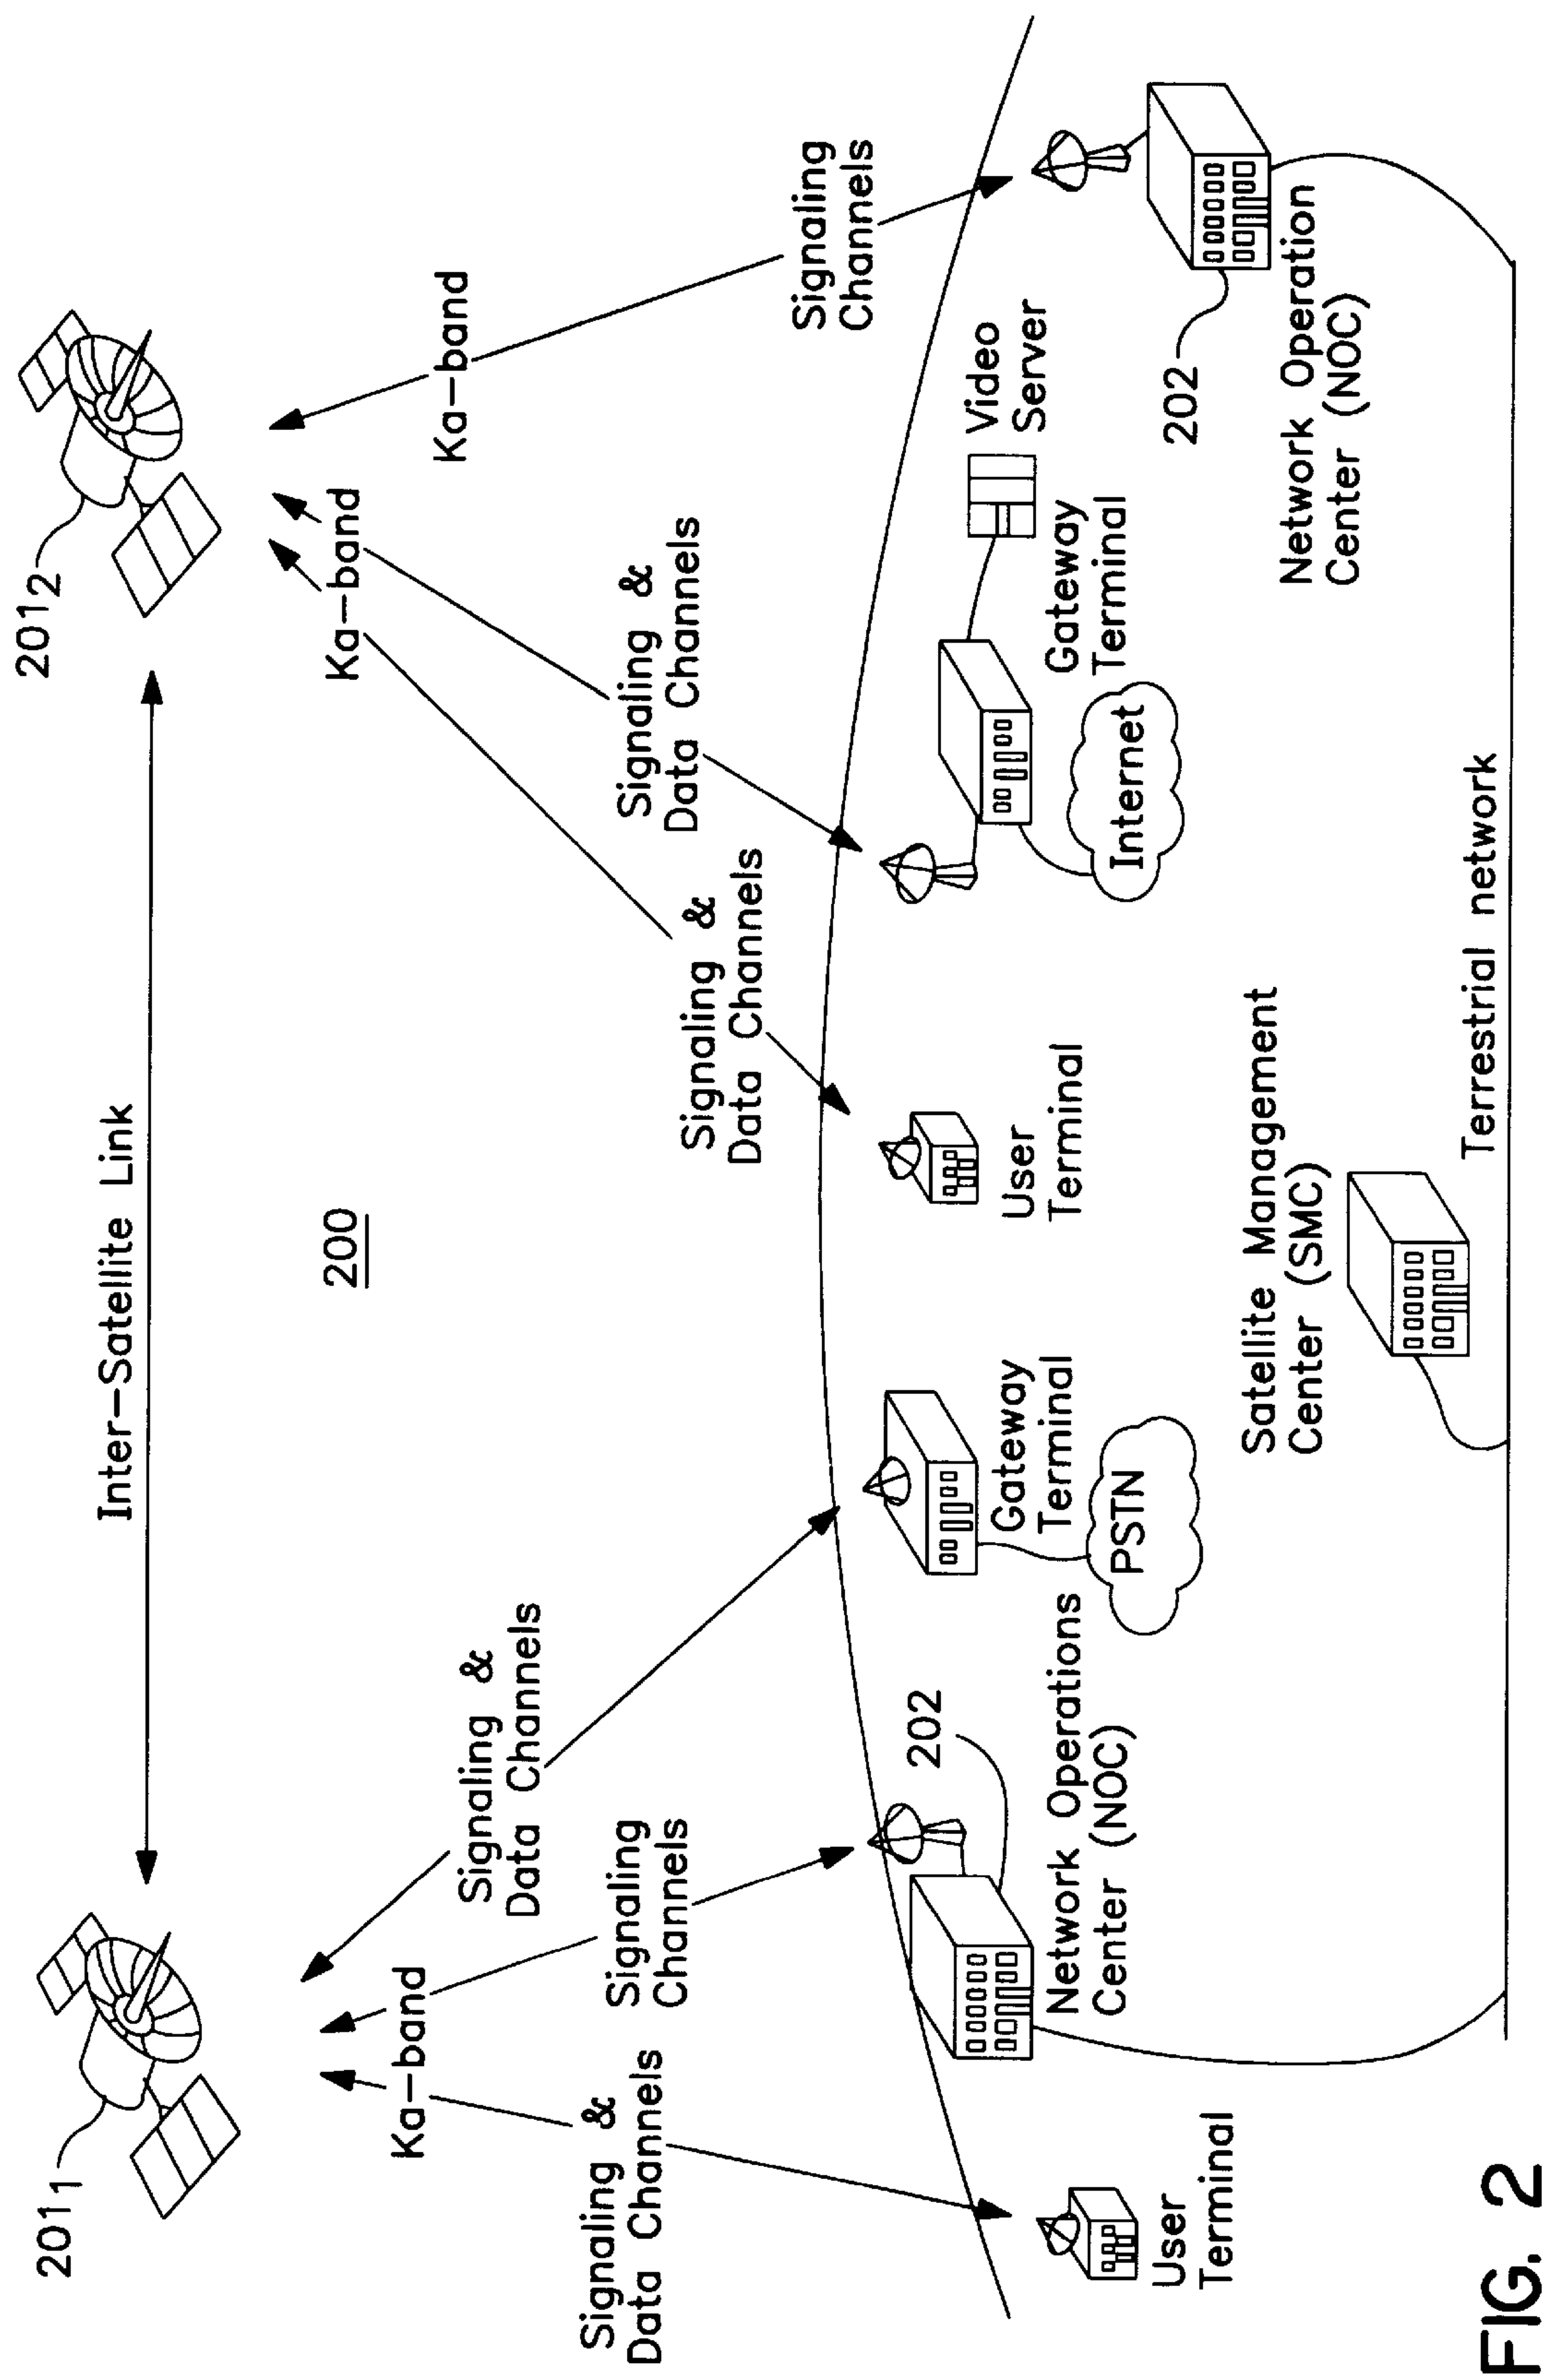 2011
2012
Inter-Satellite Link
200
Ka-band
Ka-band
Ka-band
Signaling &
Data Channels
Signaling
Channels
Signaling &
Data Channels
Signaling &
Data Channels
Signaling &
Data Channels
Signaling
Channels
User
Terminal
202
Network Operations
Center (NOC)
Gateway
Terminal
PSTN
User
Terminal
Gateway
Terminal
Internet
Video
Server
202
Network Operation
Center (NOC)
Satellite Management
Center (SMC)
Terrestrial network
FIG. 2